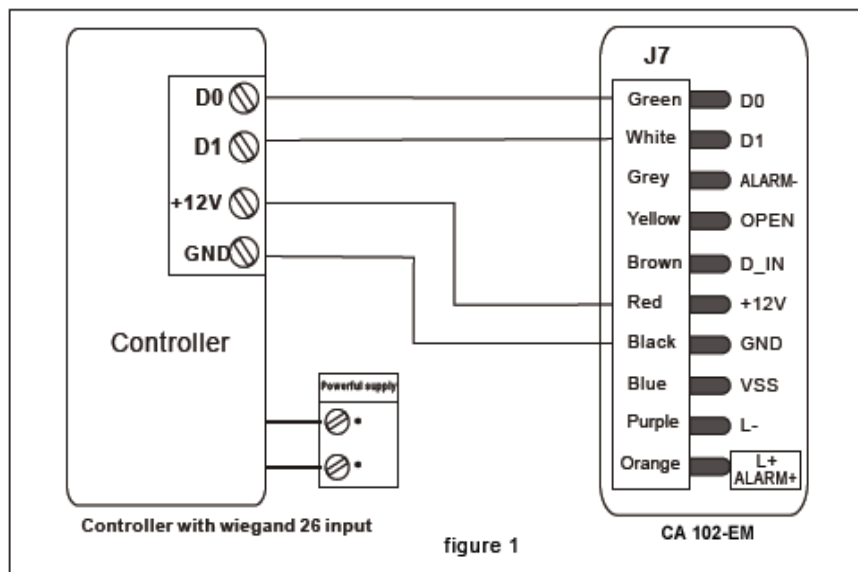 J7
D0
D1
+12V
GND
Controller
Powerful supply
Controller with wiegand 26 input
Green D0
White D1
Grey ALARM-
Yellow OPEN
Brown D_IN
Red +12V
Black GND
Blue VSS
Purple L-
Orange L+
ALARM+
CA 102-EM
figure 1